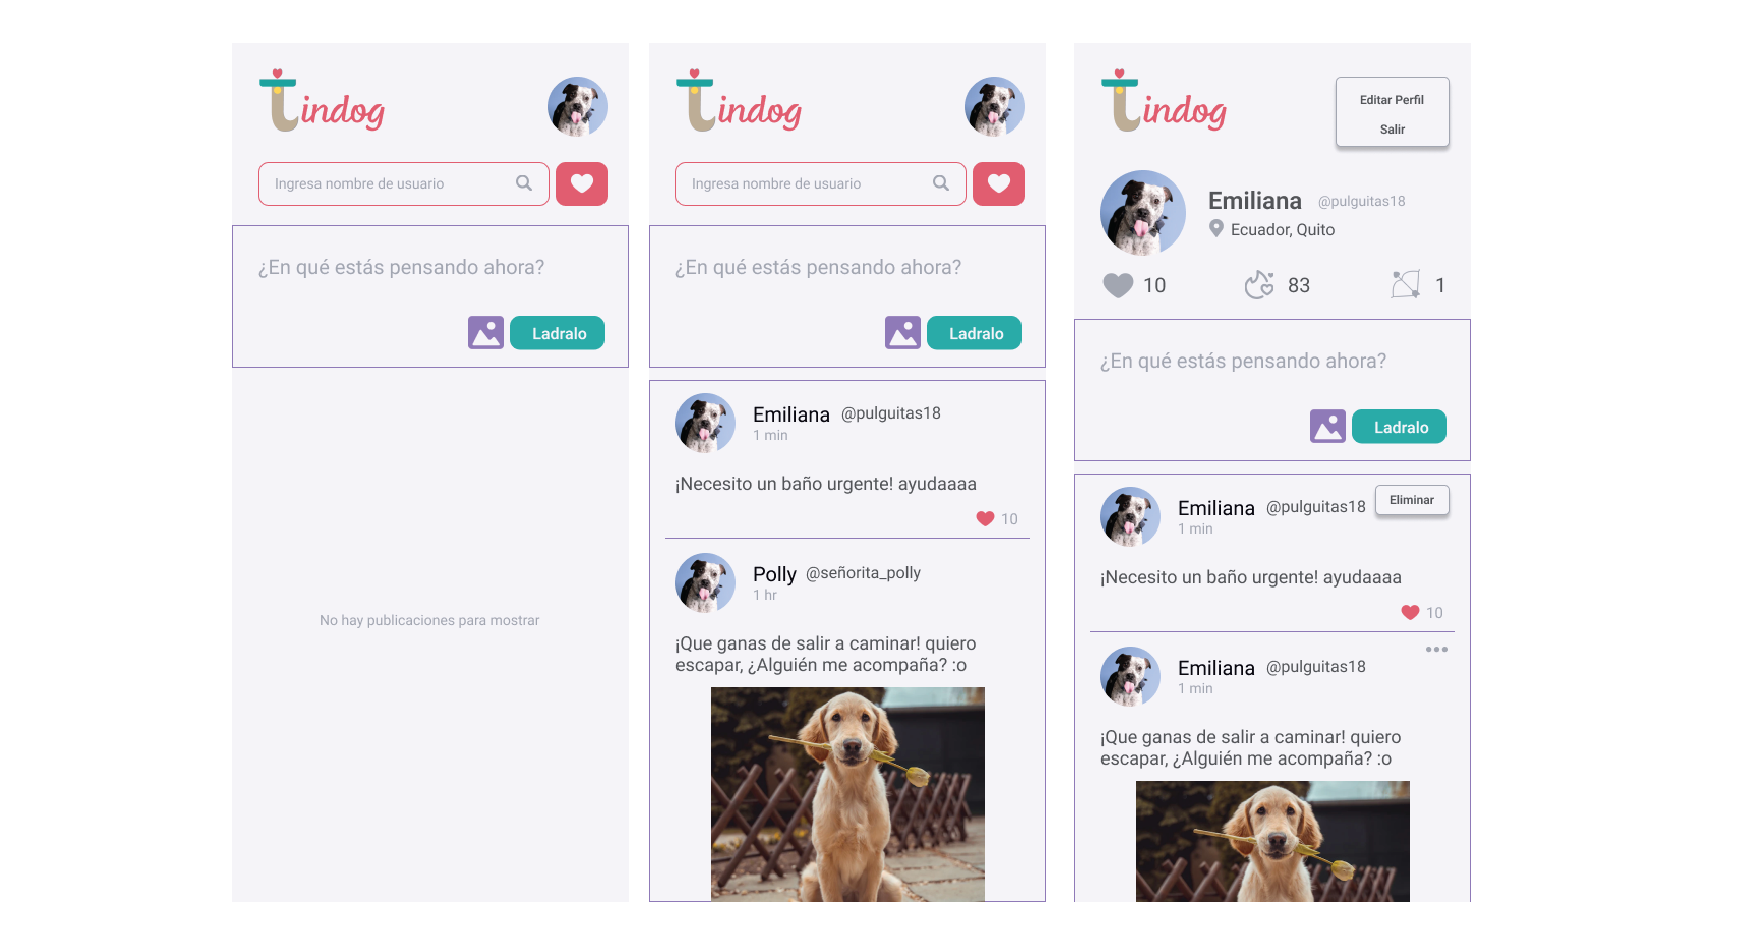 tindog
Ingresa nombre de usuario
¿En qué estás pensando ahora?
Ladralo
No hay publicaciones para mostrar
tindog
Ingresa nombre de usuario
¿En qué estás pensando ahora?
Ladralo
Emiliana @pulguitas18
1 min
¡Necesito un baño urgente! ayudaaaa
10
Polly @señorita_polly
1 hr
¡Que ganas de salir a caminar! quiero
escapar, ¿Alguién me acompaña? :o
tindog
Editar Perfil
Salir
Emiliana @pulguitas18
Ecuador, Quito
10 83 1
¿En qué estás pensando ahora?
Ladralo
Emiliana @pulguitas18 Eliminar
1 min
¡Necesito un baño urgente! ayudaaaa
10
Emiliana @pulguitas18
1 min
¡Que ganas de salir a caminar! quiero
escapar, ¿Alguién me acompaña? :o